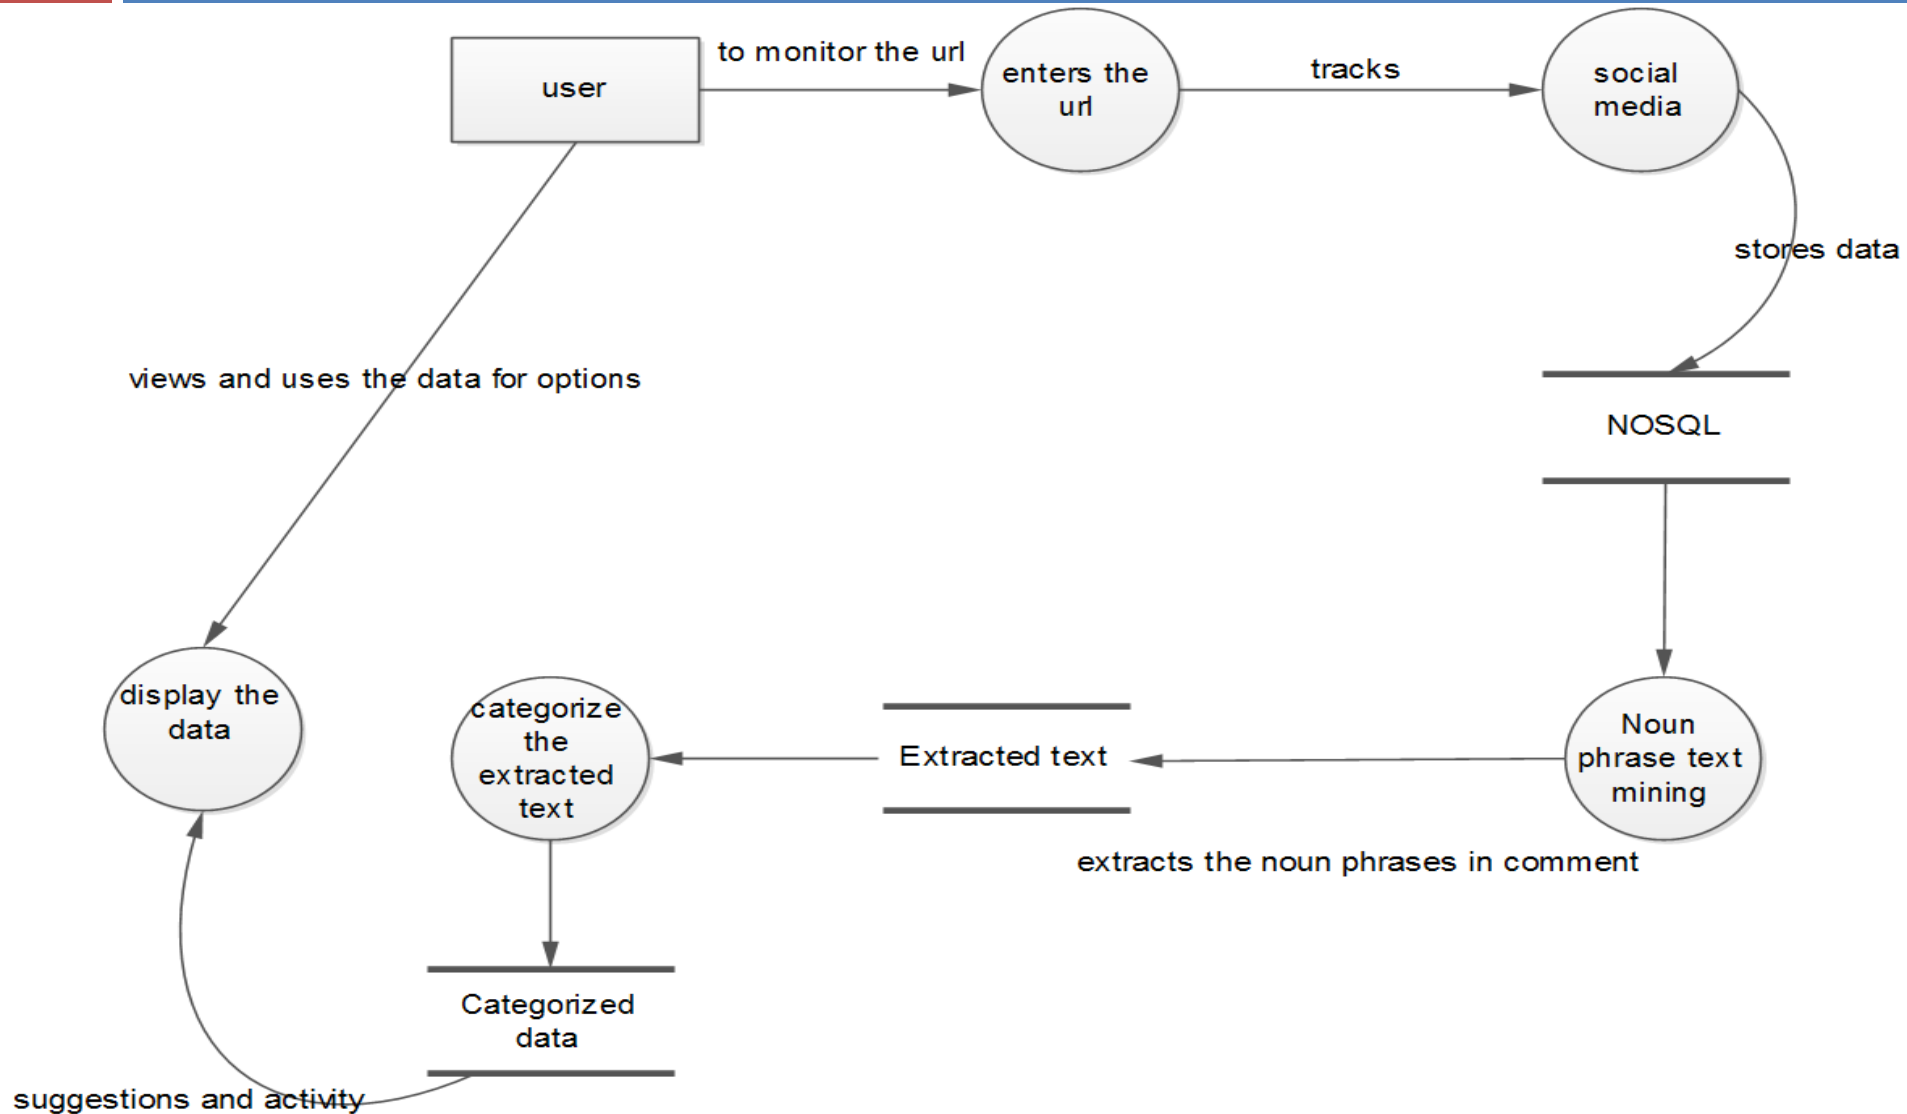 to monitor the url
user
enters the
url
tracks
social
media
stores data
views and uses the data for options
NOSQL
display the
data
categorize
the
extracted
text
Extracted text
Noun
phrase text
mining
extracts the noun phrases in comment
Categorized
data
suggestions and activity